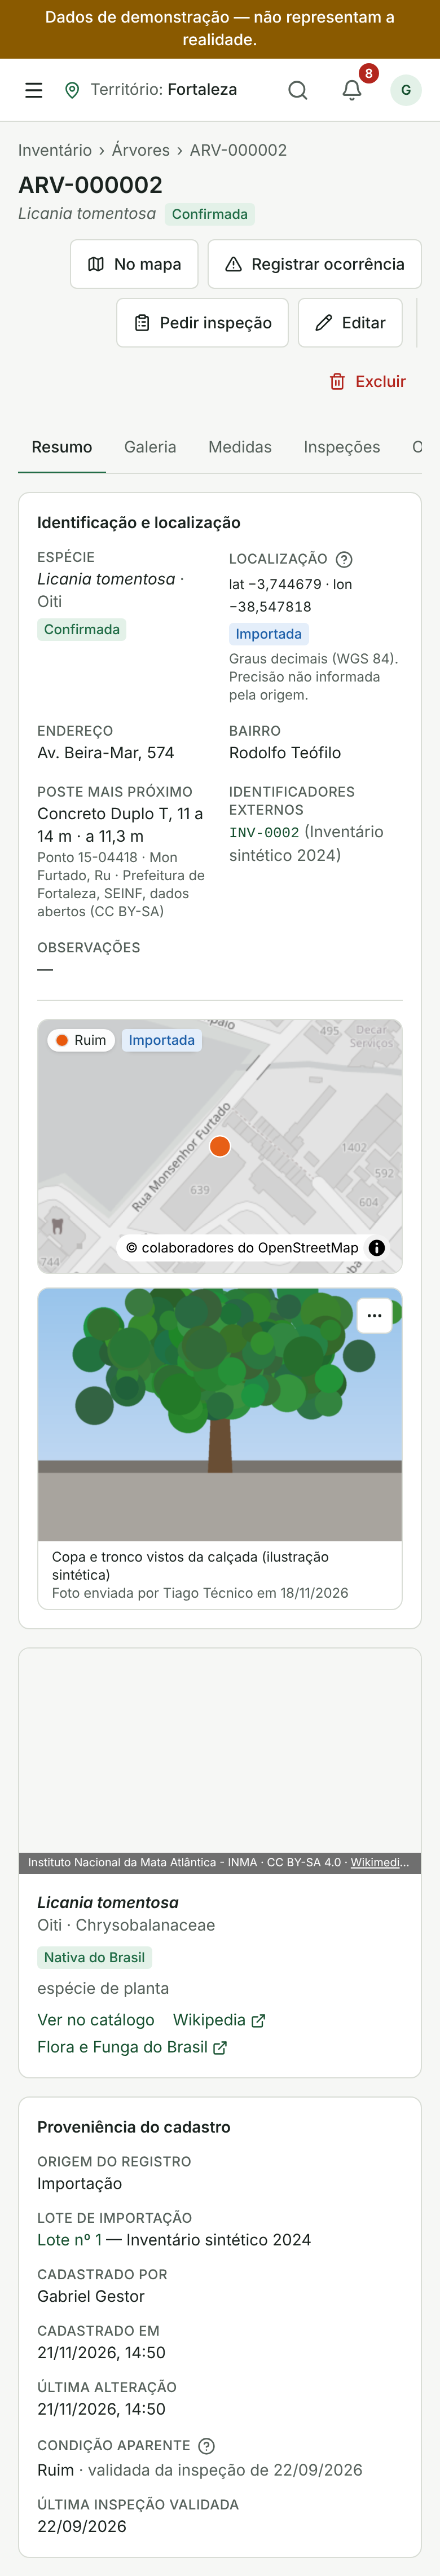 Dados de demonstração — não representam a
realidade.
Território: Fortaleza
8
G
Inventário › Árvores › ARV-000002
ARV-000002
Licania tomentosa Confirmada
No mapa
Registrar ocorrência
Pedir inspeção
Editar
Excluir
Resumo Galeria Medidas Inspeções O
Identificação e localização
ESPÉCIE
Licania tomentosa ·
Oiti
Confirmada
LOCALIZAÇÃO ?
lat −3,744679 · lon
−38,547818
Importada
Graus decimais (WGS 84).
Precisão não informada
pela origem.
ENDEREÇO
Av. Beira-Mar, 574
BAIRRO
Rodolfo Teófilo
POSTE MAIS PRÓXIMO
Concreto Duplo T, 11 a
14 m · a 11,3 m
Ponto 15-04418 · Mon
Furtado, Ru · Prefeitura de
Fortaleza, SEINF, dados
abertos (CC BY-SA)
IDENTIFICADORES
EXTERNOS
INV-0002 (Inventário
sintético 2024)
OBSERVAÇÕES
—
Ruim Importada
paio
495
Decar
Serviços
Rua Monsenhor Furtado
1402
592
639
604
744
ba
© colaboradores do OpenStreetMap
Copa e tronco vistos da calçada (ilustração
sintética)
Foto enviada por Tiago Técnico em 18/11/2026
Instituto Nacional da Mata Atlântica - INMA · CC BY-SA 4.0 · Wikimedi...
Licania tomentosa
Oiti · Chrysobalanaceae
Nativa do Brasil
espécie de planta
Ver no catálogo Wikipedia
Flora e Funga do Brasil
Proveniência do cadastro
ORIGEM DO REGISTRO
Importação
LOTE DE IMPORTAÇÃO
Lote nº 1 — Inventário sintético 2024
CADASTRADO POR
Gabriel Gestor
CADASTRADO EM
21/11/2026, 14:50
ÚLTIMA ALTERAÇÃO
21/11/2026, 14:50
CONDIÇÃO APARENTE ?
Ruim · validada da inspeção de 22/09/2026
ÚLTIMA INSPEÇÃO VALIDADA
22/09/2026